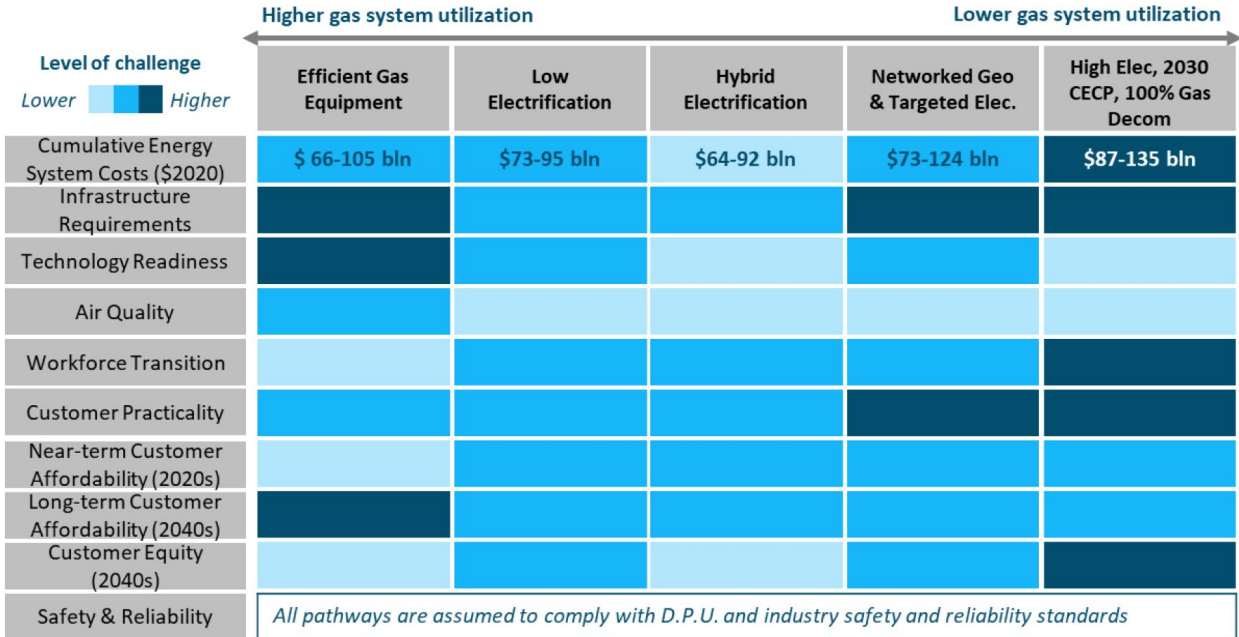 Higher gas system utilization
Lower gas system utilization
Level of challenge
Lower
Higher
Efficient Gas
Equipment
Low
Electrification
Hybrid
Electrification
Networked Geo
& Targeted Elec.
High Elec, 2030
CECP, 100% Gas
Decom
Cumulative Energy
System Costs ($2020)
$ 66-105 bln
$73-95 bln
$64-92 bln
$73-124 bln
$87-135 bln
Infrastructure
Requirements
Technology Readiness
Air Quality
Workforce Transition
Customer Practicality
Near-term Customer
Affordability (2020s)
Long-term Customer
Affordability (2040s)
Customer Equity
(2040s)
Safety & Reliability
All pathways are assumed to comply with D.P.U. and industry safety and reliability standards